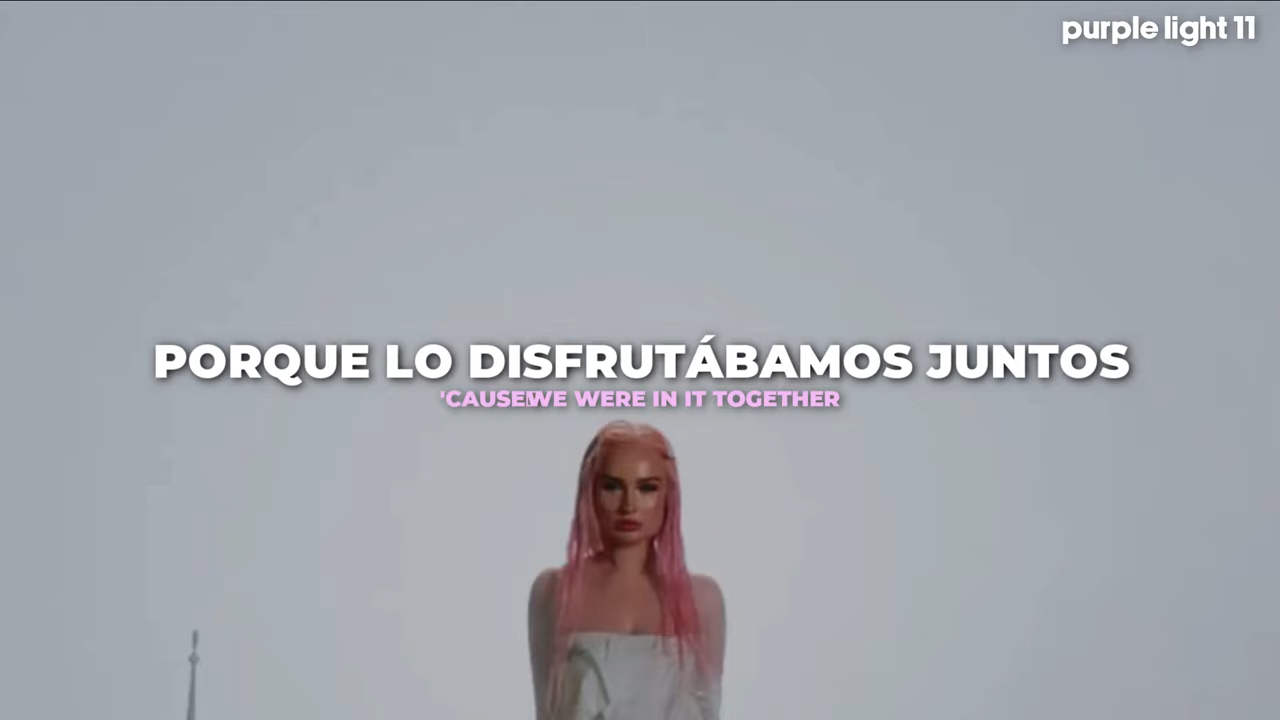 purple light 11
PORQUE LO DISFRUTÁBAMOS JUNTOS
'CAUSE WE WERE IN IT TOGETHER